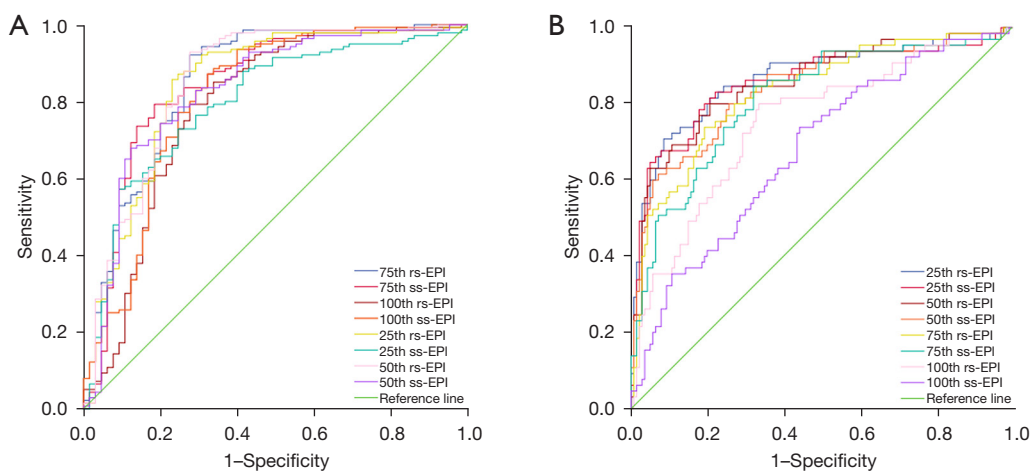 A
1.0
0.8
0.6
0.4
0.2
0.0
Sensitivity
0.0 0.2 0.4 0.6 0.8 1.0
1–Specificity
75th rs-EPI
75th ss-EPI
100th rs-EPI
100th ss-EPI
25th rs-EPI
25th ss-EPI
50th rs-EPI
50th ss-EPI
Reference line
B
1.0
0.8
0.6
0.4
0.2
0.0
Sensitivity
0.0 0.2 0.4 0.6 0.8 1.0
1–Specificity
25th rs-EPI
25th ss-EPI
50th rs-EPI
50th ss-EPI
75th rs-EPI
75th ss-EPI
100th rs-EPI
100th ss-EPI
Reference line